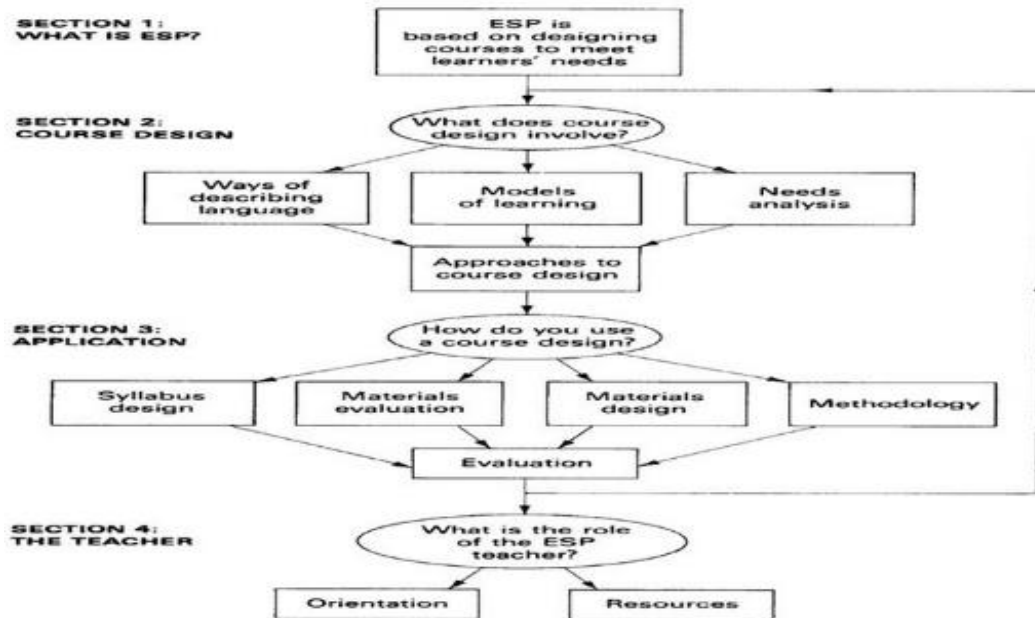 SECTION 1:
WHAT IS ESP?
ESP is
based on designing
courses to meet
learners' needs
SECTION 2:
COURSE DESIGN
What does course
design involve?
Ways of
describing
language
Models
of learning
Needs
analysis
Approaches to
course design
SECTION 3:
APPLICATION
How do you use
a course design?
Syllabus
design
Materials
evaluation
Materials
design
Methodology
Evaluation
SECTION 4:
THE TEACHER
What is the role
of the ESP
teacher?
Orientation
Resources